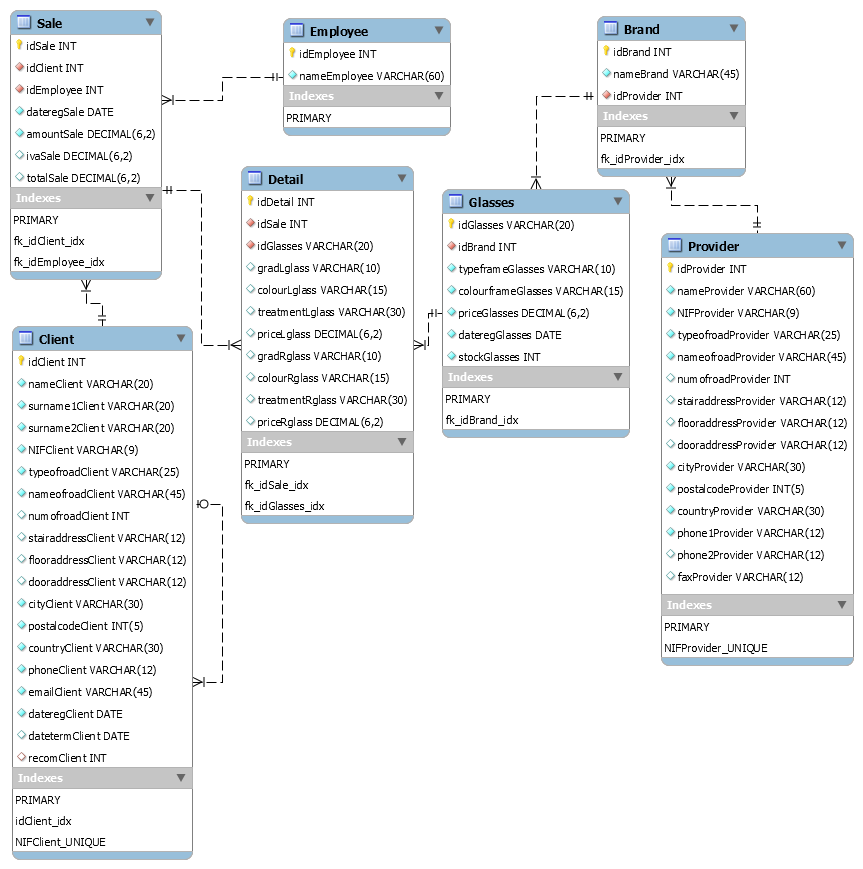 Sale
idSale INT
idClient INT
idEmployee INT
dateregSale DATE
amountSale DECIMAL(6,2)
ivaSale DECIMAL(6,2)
totalSale DECIMAL(6,2)
Indexes
PRIMARY
fk_idClient_idx
fk_idEmployee_idx
Employee
idEmployee INT
nameEmployee VARCHAR(60)
Indexes
PRIMARY
Brand
idBrand INT
nameBrand VARCHAR(45)
idProvider INT
Indexes
PRIMARY
fk_idProvider_idx
Detail
idDetail INT
idSale INT
idGlasses VARCHAR(20)
gradLglass VARCHAR(10)
colourLglass VARCHAR(15)
treatmentLglass VARCHAR(30)
priceLglass DECIMAL(6,2)
gradRglass VARCHAR(10)
colourRglass VARCHAR(15)
treatmentRglass VARCHAR(30)
priceRglass DECIMAL(6,2)
Indexes
PRIMARY
fk_idSale_idx
fk_idGlasses_idx
Glasses
idGlasses VARCHAR(20)
idBrand INT
typeframeGlasses VARCHAR(10)
colourframeGlasses VARCHAR(15)
priceGlasses DECIMAL(6,2)
dateregGlasses DATE
stockGlasses INT
Indexes
PRIMARY
fk_idBrand_idx
Provider
idProvider INT
nameProvider VARCHAR(60)
NIFProvider VARCHAR(9)
typeofroadProvider VARCHAR(25)
nameofroadProvider VARCHAR(45)
numofroadProvider INT
stairaddressProvider VARCHAR(12)
flooraddressProvider VARCHAR(12)
dooraddressProvider VARCHAR(12)
cityProvider VARCHAR(30)
postalcodeProvider INT(5)
countryProvider VARCHAR(30)
phone1Provider VARCHAR(12)
phone2Provider VARCHAR(12)
faxProvider VARCHAR(12)
Indexes
PRIMARY
NIFProvider_UNIQUE
Client
idClient INT
nameClient VARCHAR(20)
surname1Client VARCHAR(20)
surname2Client VARCHAR(20)
NIFClient VARCHAR(9)
typeofroadClient VARCHAR(25)
nameofroadClient VARCHAR(45)
numofroadClient INT
stairaddressClient VARCHAR(12)
flooraddressClient VARCHAR(12)
dooraddressClient VARCHAR(12)
cityClient VARCHAR(30)
postalcodeClient INT(5)
countryClient VARCHAR(30)
phoneClient VARCHAR(12)
emailClient VARCHAR(45)
dateregClient DATE
datetermClient DATE
recomClient INT
Indexes
PRIMARY
idClient_idx
NIFClient_UNIQUE